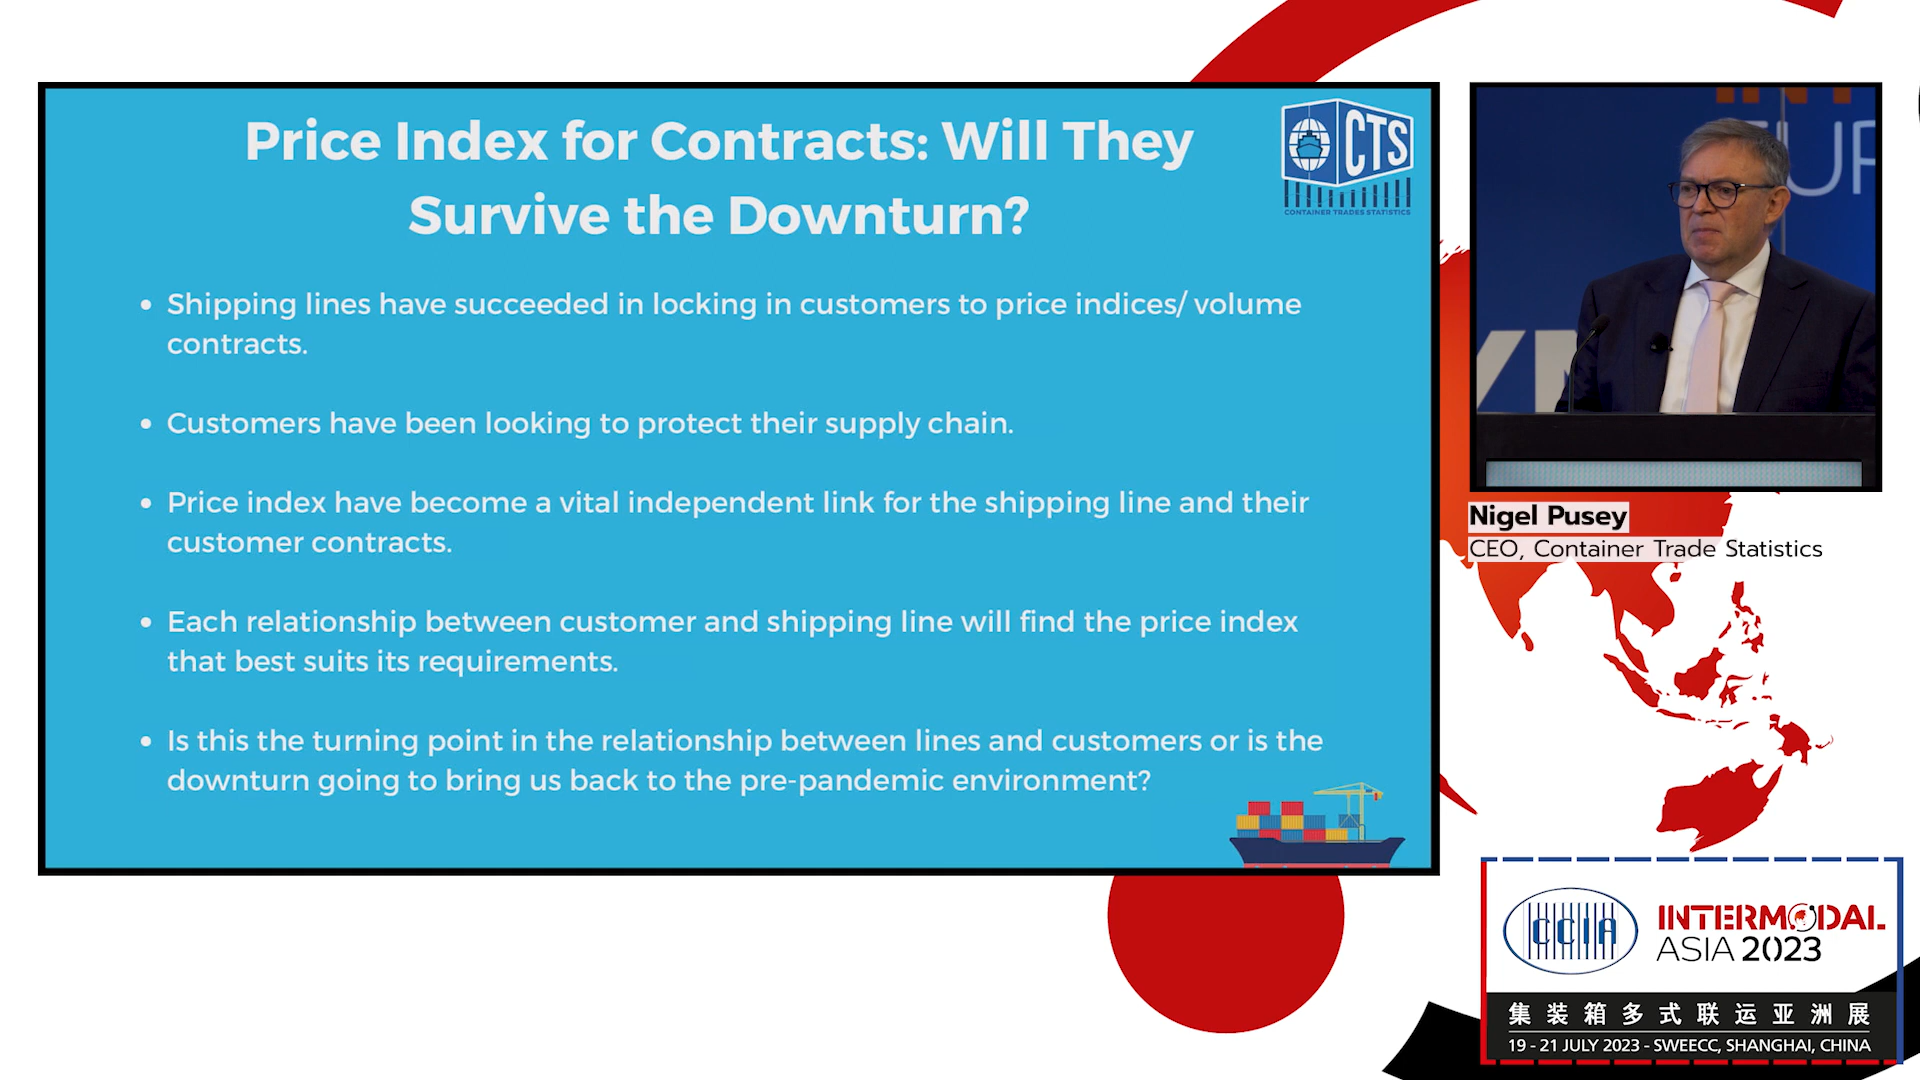 Price Index for Contracts: Will They
Survive the Downturn?
CTS
CONTAINER TRADES STATISTICS
• Shipping lines have succeeded in locking in customers to price indices/ volume
contracts.
• Customers have been looking to protect their supply chain.
• Price index have become a vital independent link for the shipping line and their
customer contracts.
• Each relationship between customer and shipping line will find the price index
that best suits its requirements.
• Is this the turning point in the relationship between lines and customers or is the
downturn going to bring us back to the pre-pandemic environment?
Nigel Pusey
CEO, Container Trade Statistics
CCIA
INTERMODAL
ASIA 2023
集装箱多式联运亚洲展
19 - 21 JULY 2023 - SWEECC, SHANGHAI, CHINA